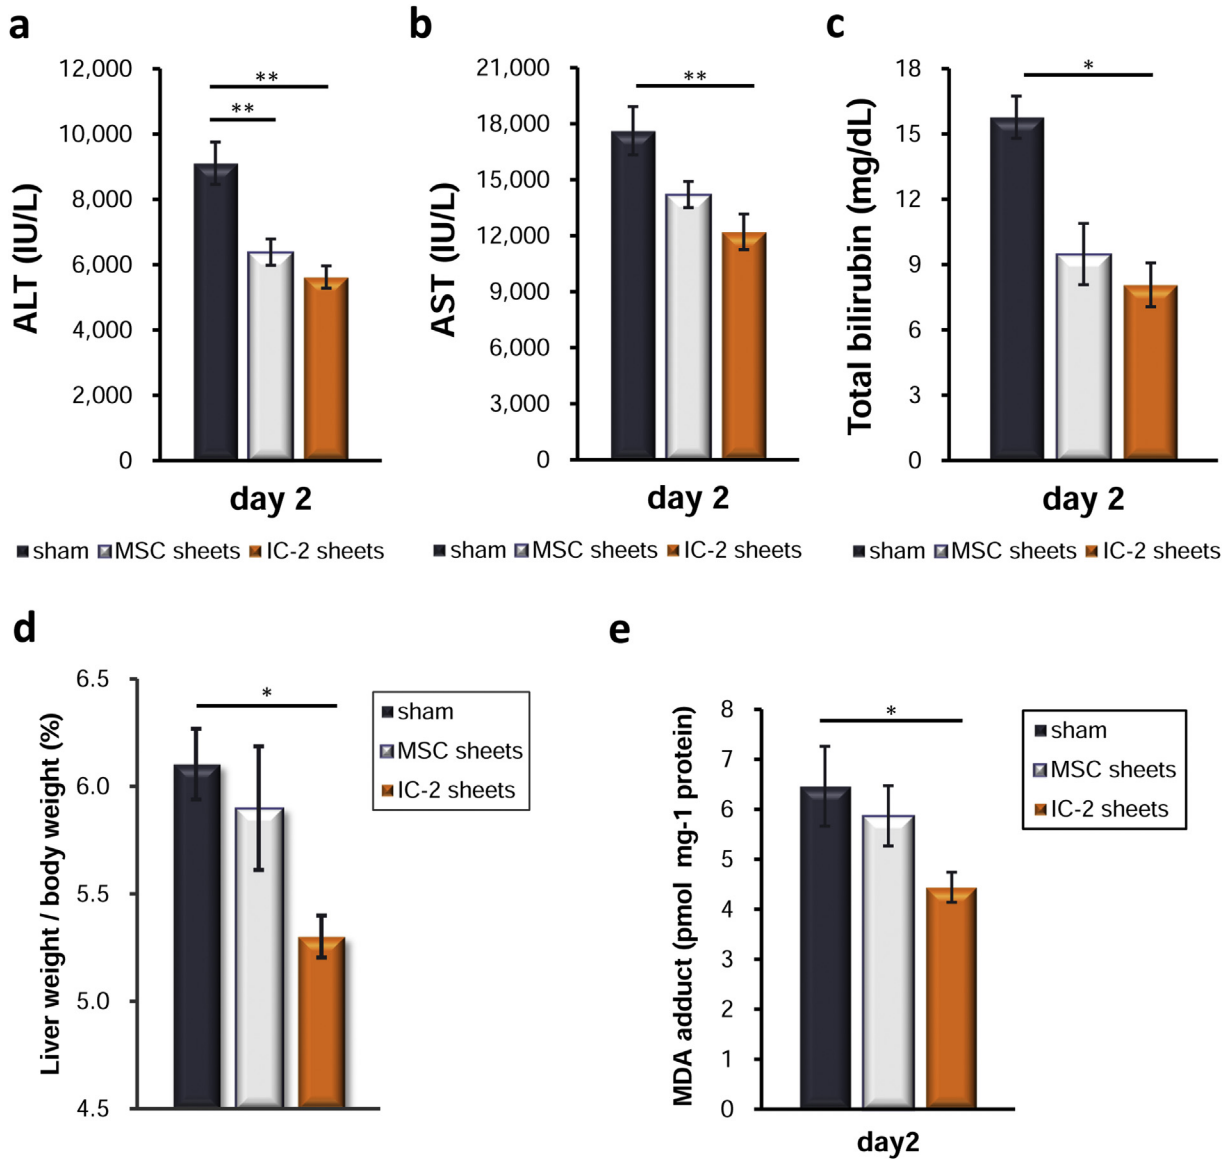 a
12,000
10,000
8,000
6,000
4,000
2,000
0
ALT (IU/L)
**
**
day 2
sham MSC sheets IC-2 sheets
b
21,000
18,000
15,000
12,000
9,000
6,000
3,000
0
AST (IU/L)
**
day 2
sham MSC sheets IC-2 sheets
c
18
15
12
9
6
3
0
Total bilirubin (mg/dL)
*
day 2
sham MSC sheets IC-2 sheets
d
6.5
6.0
5.5
5.0
4.5
Liver weight / body weight (%)
*
sham
MSC sheets
IC-2 sheets
e
8
7
6
5
4
3
2
1
0
MDA adduct (pmol mg-1 protein)
*
day2
sham
MSC sheets
IC-2 sheets